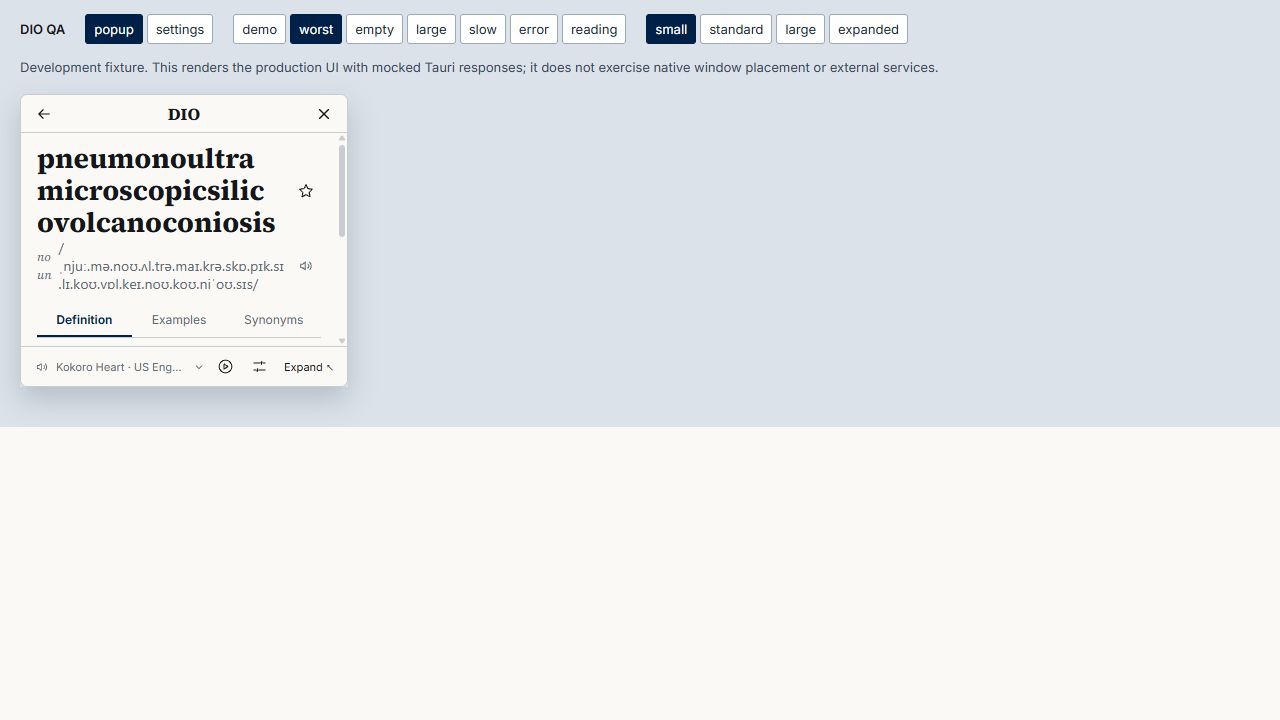 DIO QA popup settings demo worst empty large slow error reading small standard large expanded
Development fixture. This renders the production UI with mocked Tauri responses; it does not exercise native window placement or external services.
DIO
pneumonoultra
microscopicsilic
ovolcanoconiosis
no
un
/
ˌnjuː.mə.noʊ.ʌl.trə.maɪ.krə.skɒ.pɪk.sɪ
.lɪ.koʊ.vɒl.keɪ.noʊ.koʊ.niˈoʊ.sɪs/
Definition Examples Synonyms
Kokoro Heart · US Eng... Expand ↖